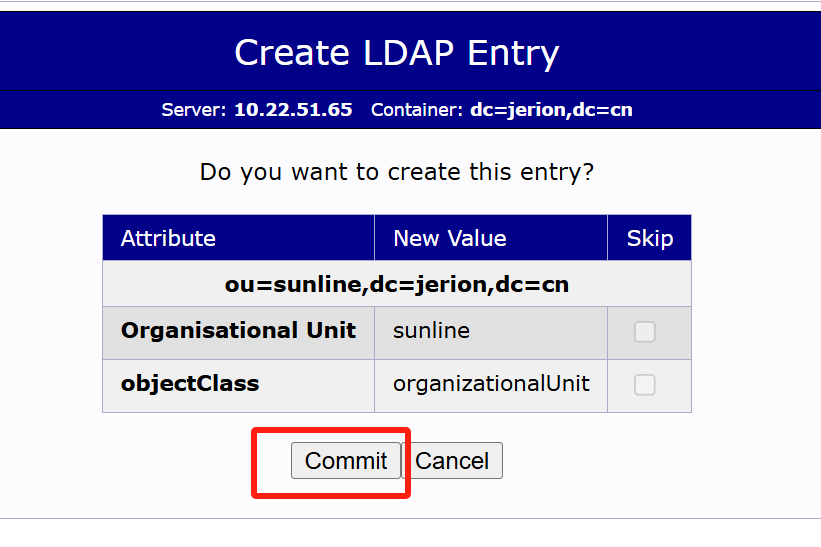 Create LDAP Entry
Server: 10.22.51.65 Container: dc=jerion,dc=cn
Do you want to create this entry?
Attribute New Value Skip
ou=sunline,dc=jerion,dc=cn
Organisational Unit sunline
objectClass organizationalUnit
Commit Cancel